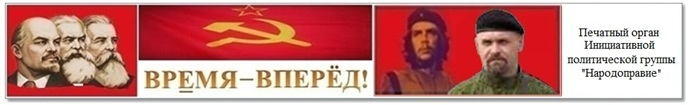 ВРЕМЯ–ВПЕРЁД!
Печатный орган
Инициативной
политической группы
"Народоправие"